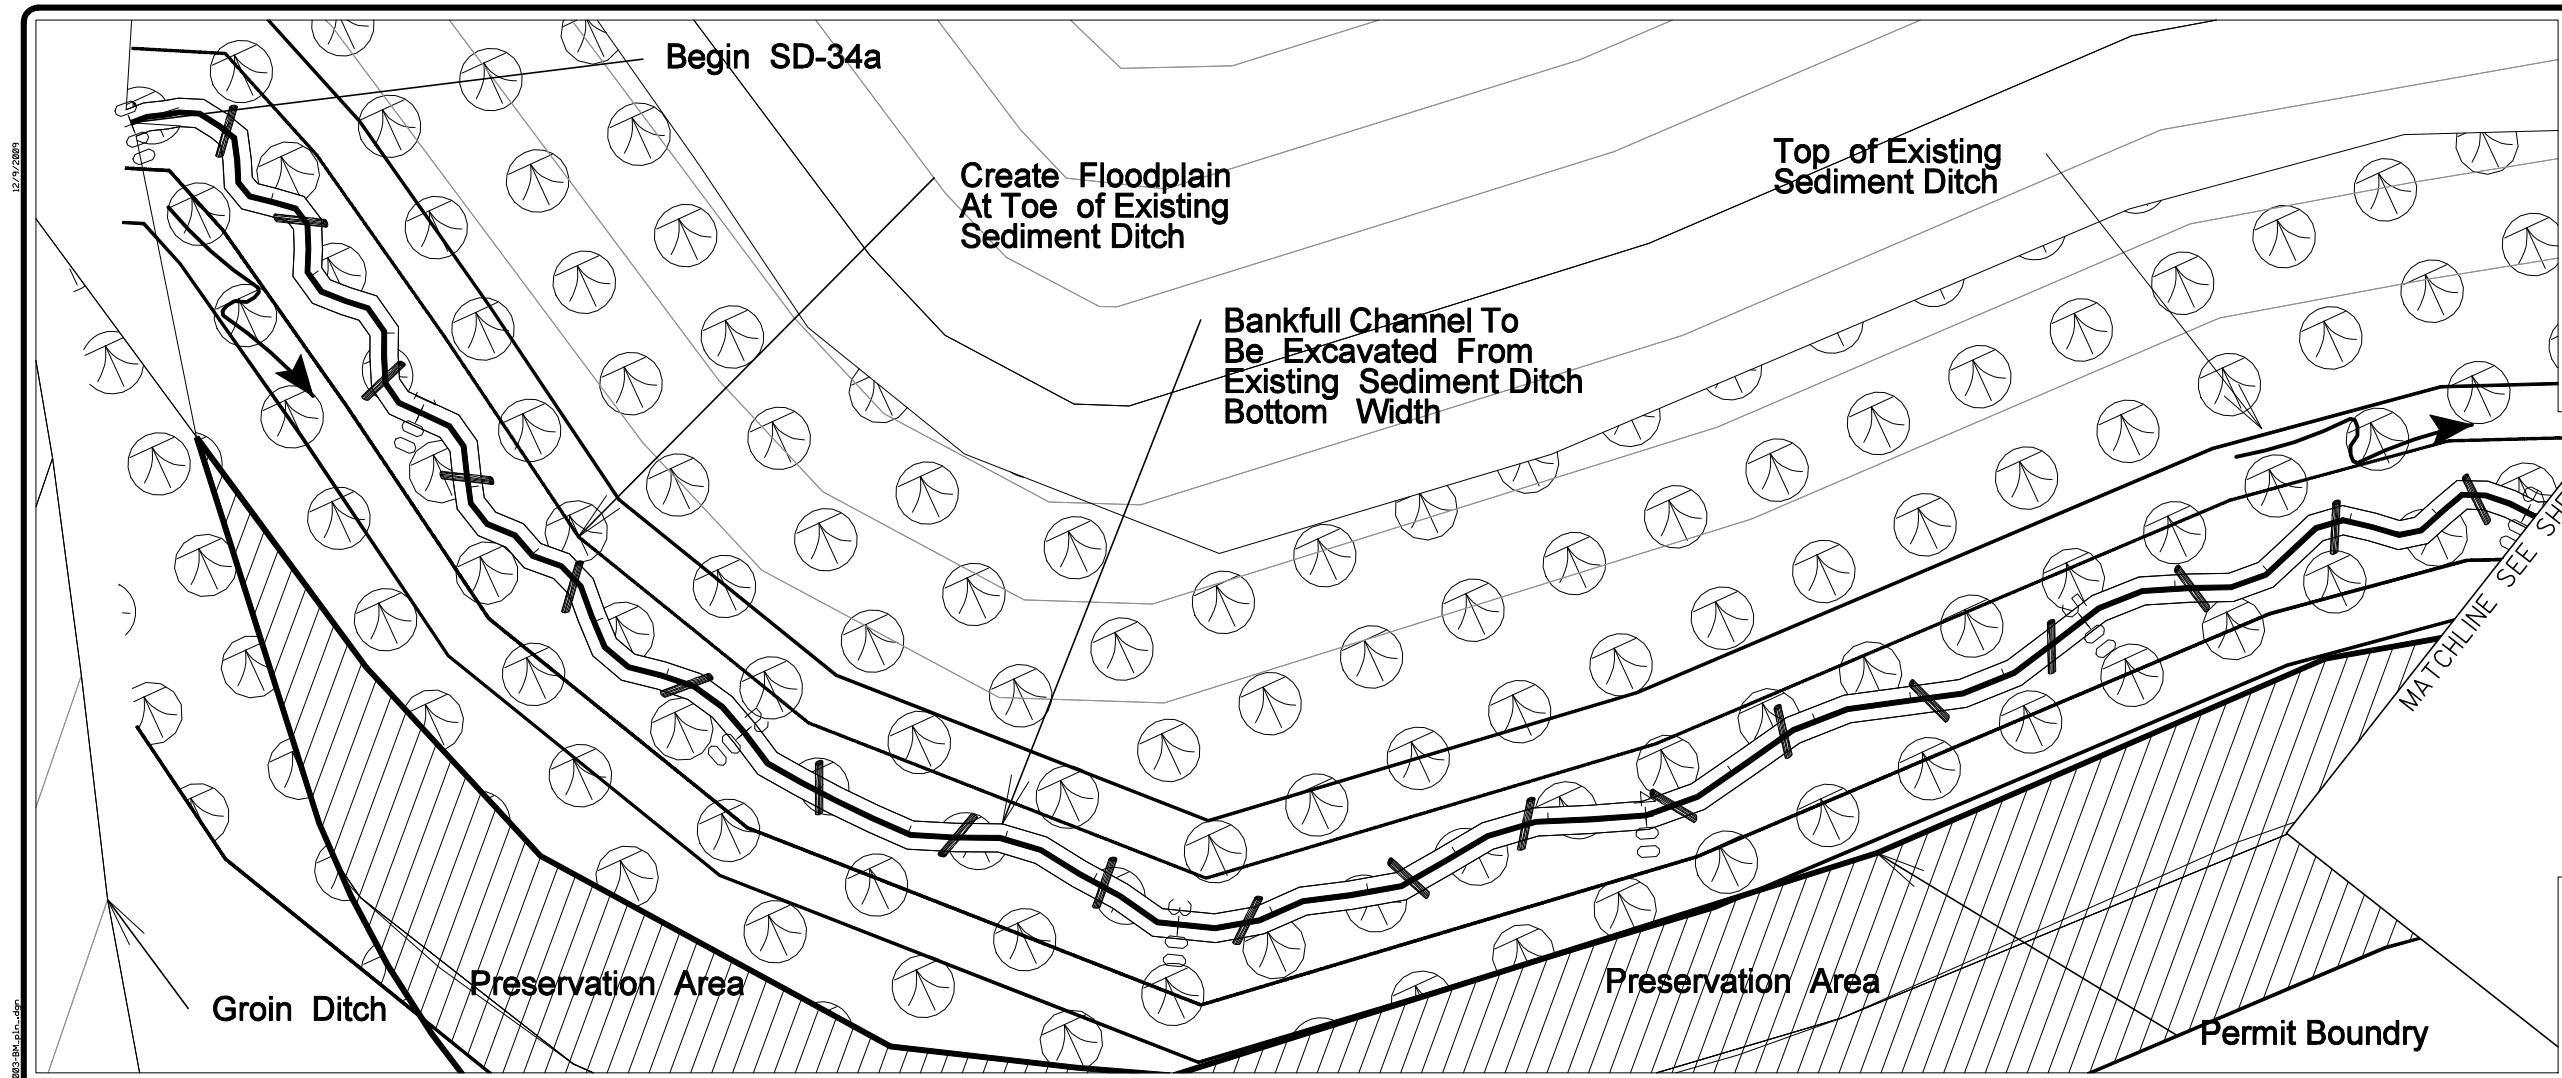 Begin SD-34a
12/9/2009
Create Floodplain
At Toe of Existing
Sediment Ditch
Top of Existing
Sediment Ditch
Bankfull Channel To
Be Excavated From
Existing Sediment Ditch
Bottom Width
MATCHLINE SEE
Preservation Area
Preservation Area
Groin Ditch
Permit Boundry